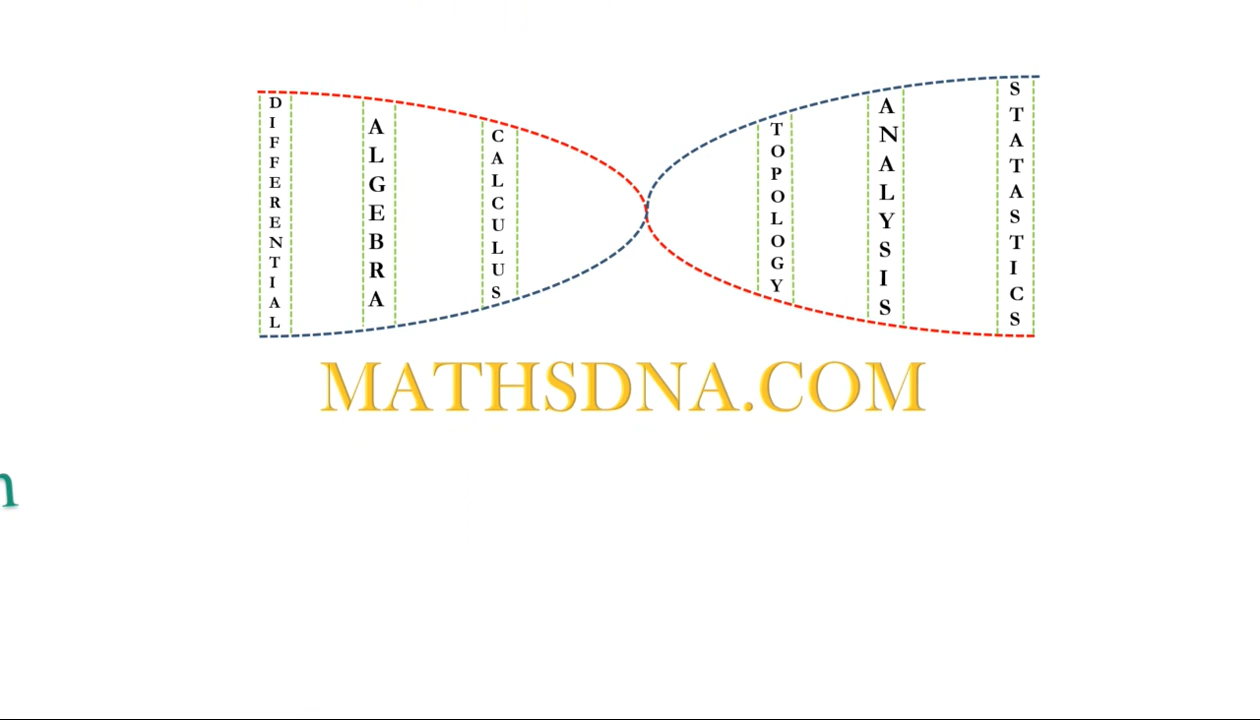 DIFFERENTIAL
ALGEBRA
CALCULUS
TOPOLOGY
ANALYSIS
STATASTICS
MATHSDNA.COM
n